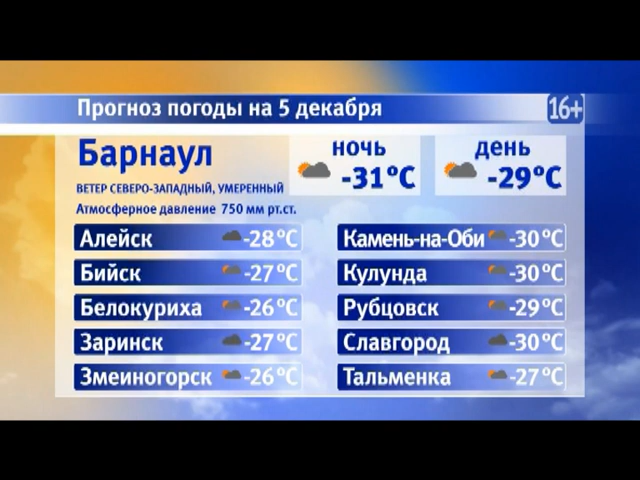 Прогноз погоды на 5 декабря 16+
Барнаул
ночь -31°C
день -29°C
ВЕТЕР СЕВЕРО-ЗАПАДНЫЙ, УМЕРЕННЫЙ
Атмосферное давление 750 мм рт.ст.
Алейск -28°C
Бийск -27°C
Белокуриха -26°C
Заринск -27°C
Змеиногорск -26°C
Камень-на-Оби -30°C
Кулунда -30°C
Рубцовск -29°C
Славгород -30°C
Тальменка -27°C